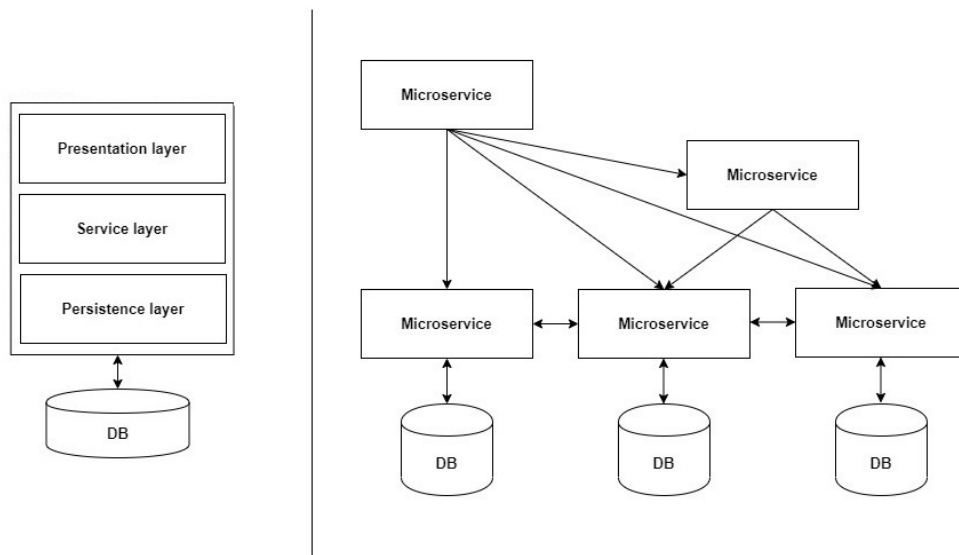 Presentation layer
Service layer
Persistence layer
DB
Microservice
Microservice
Microservice
Microservice
Microservice
DB
DB
DB